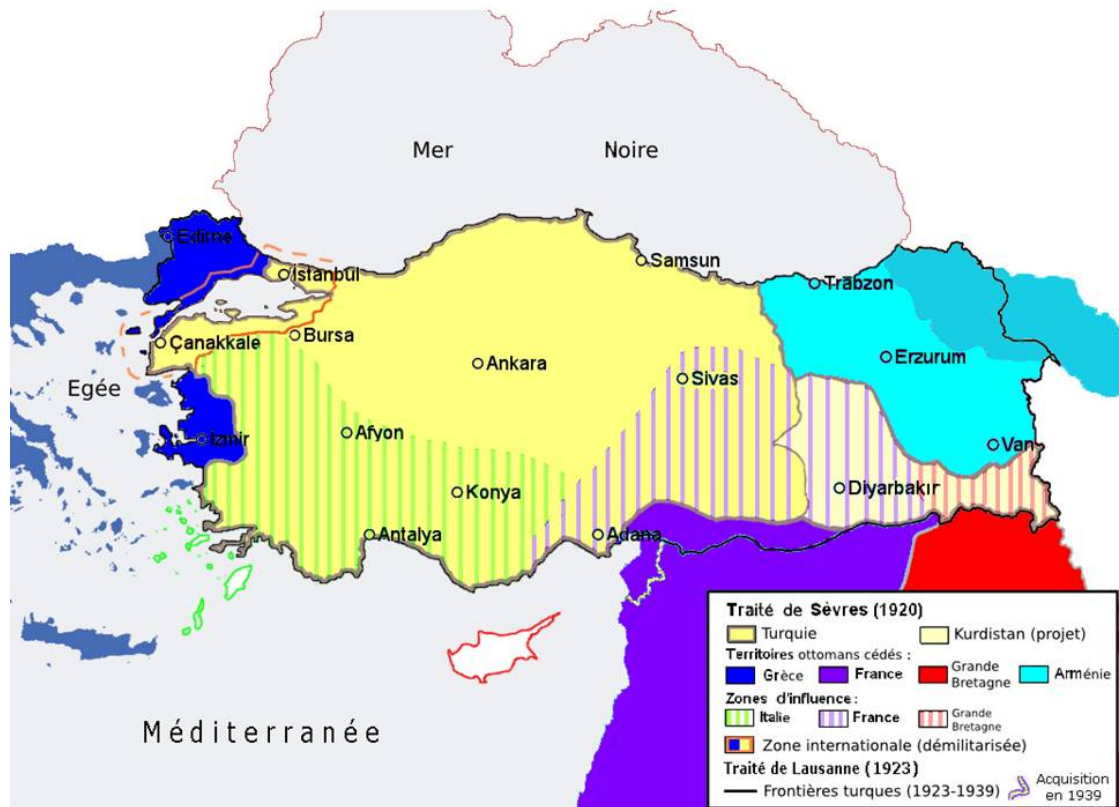 Mer Noire
Edirne
Istanbul
Samsun
Trabzon
Çanakkale
Bursa
Ankara
Erzurum
Egée
Sivas
Afyon
İzmir
Van
Konya
Diyarbakır
Antalya
Adana
Méditerranée
Traité de Sèvres (1920)
Turquie
Kurdistan (projet)
Territoires ottomans cédés :
Grèce
France
Grande Bretagne
Arménie
Zones d'influence :
Italie
France
Grande Bretagne
Zone internationale (démilitarisée)
Traité de Lausanne (1923)
Frontières turques (1923-1939)
Acquisition
en 1939